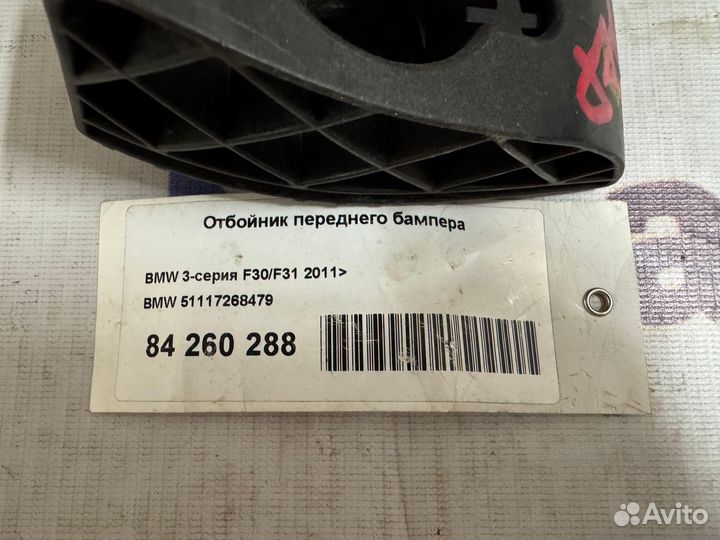 Отбойник переднего бампера
BMW 3-серия F30/F31 2011>
BMW 51117268479
84 260 288
Avito